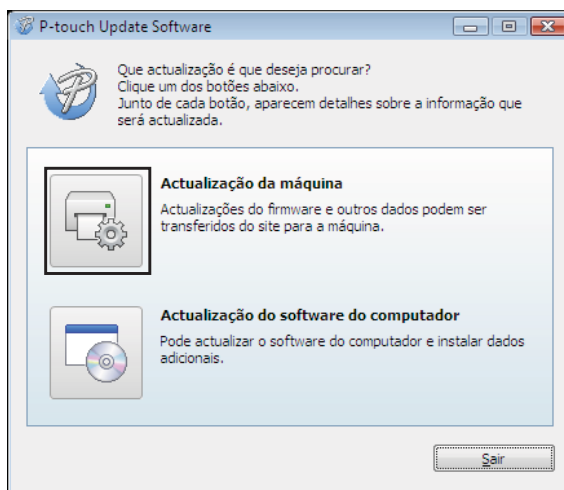 P-touch Update Software
Que actualização é que deseja procurar?
Clique um dos botões abaixo.
Junto de cada botão, aparecem detalhes sobre a informação que
será actualizada.
Actualização da máquina
Actualizações do firmware e outros dados podem ser
transferidos do site para a máquina.
Actualização do software do computador
Pode actualizar o software do computador e instalar dados
adicionais.
Sair